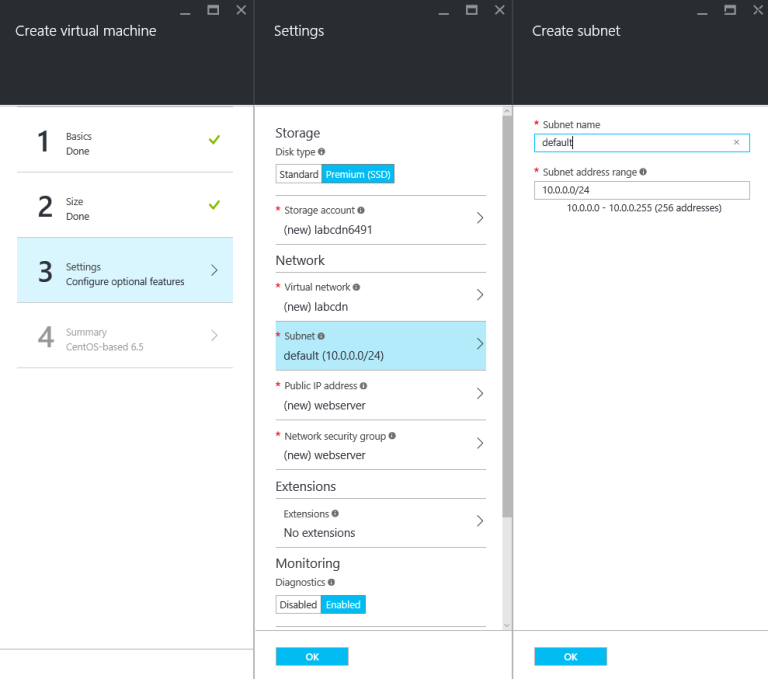 Create virtual machine
1
Basics
Done
2
Size
Done
3
Settings
Configure optional features
4
Summary
CentOS-based 6.5
Settings
Storage
Disk type
Standard Premium (SSD)
* Storage account
(new) labcdn6491
Network
* Virtual network
(new) labcdn
* Subnet
default (10.0.0.0/24)
* Public IP address
(new) webserver
* Network security group
(new) webserver
Extensions
Extensions
No extensions
Monitoring
Diagnostics
Disabled Enabled
OK
Create subnet
* Subnet name
default
* Subnet address range
10.0.0.0/24
10.0.0.0 - 10.0.0.255 (256 addresses)
OK